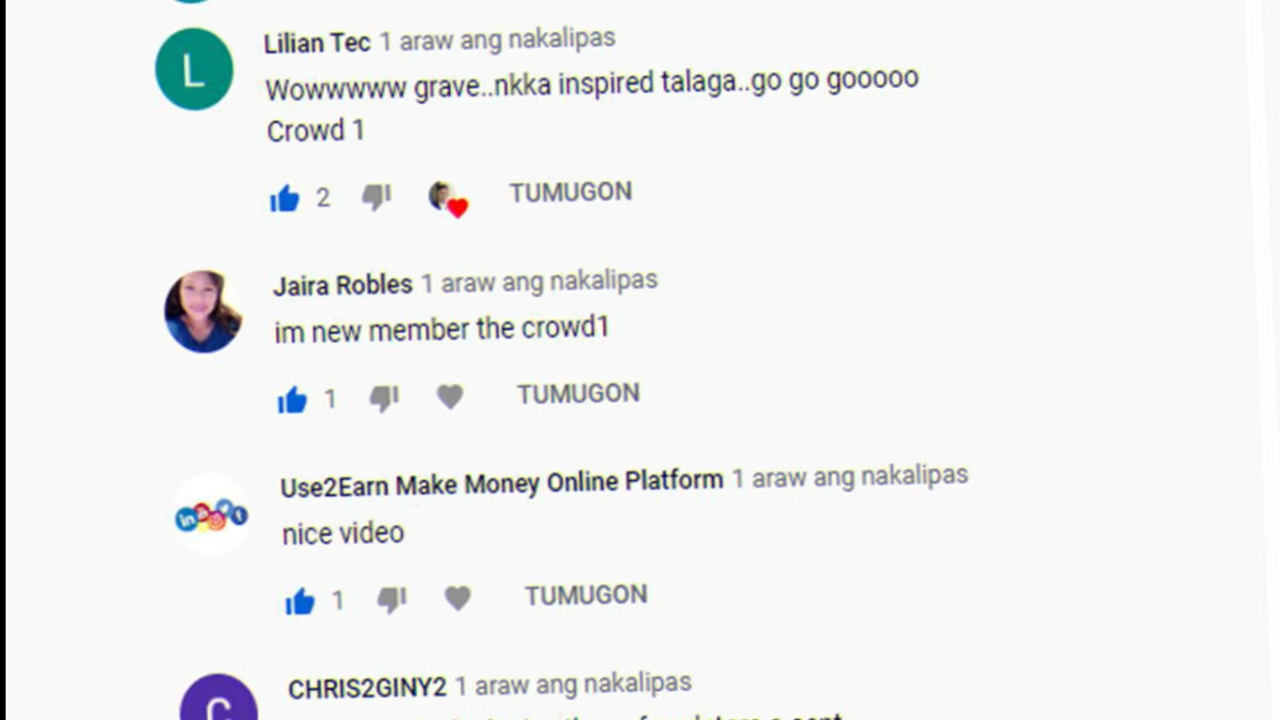 L
Lilian Tec 1 araw ang nakalipas
Wowwwww grave..nkka inspired talaga..go go gooooo
Crowd 1
2 TUMUGON
Jaira Robles 1 araw ang nakalipas
im new member the crowd1
1 TUMUGON
Use2Earn Make Money Online Platform 1 araw ang nakalipas
in
nice video
1 TUMUGON
CHRIS2GINY2 1 araw ang nakalipas
C